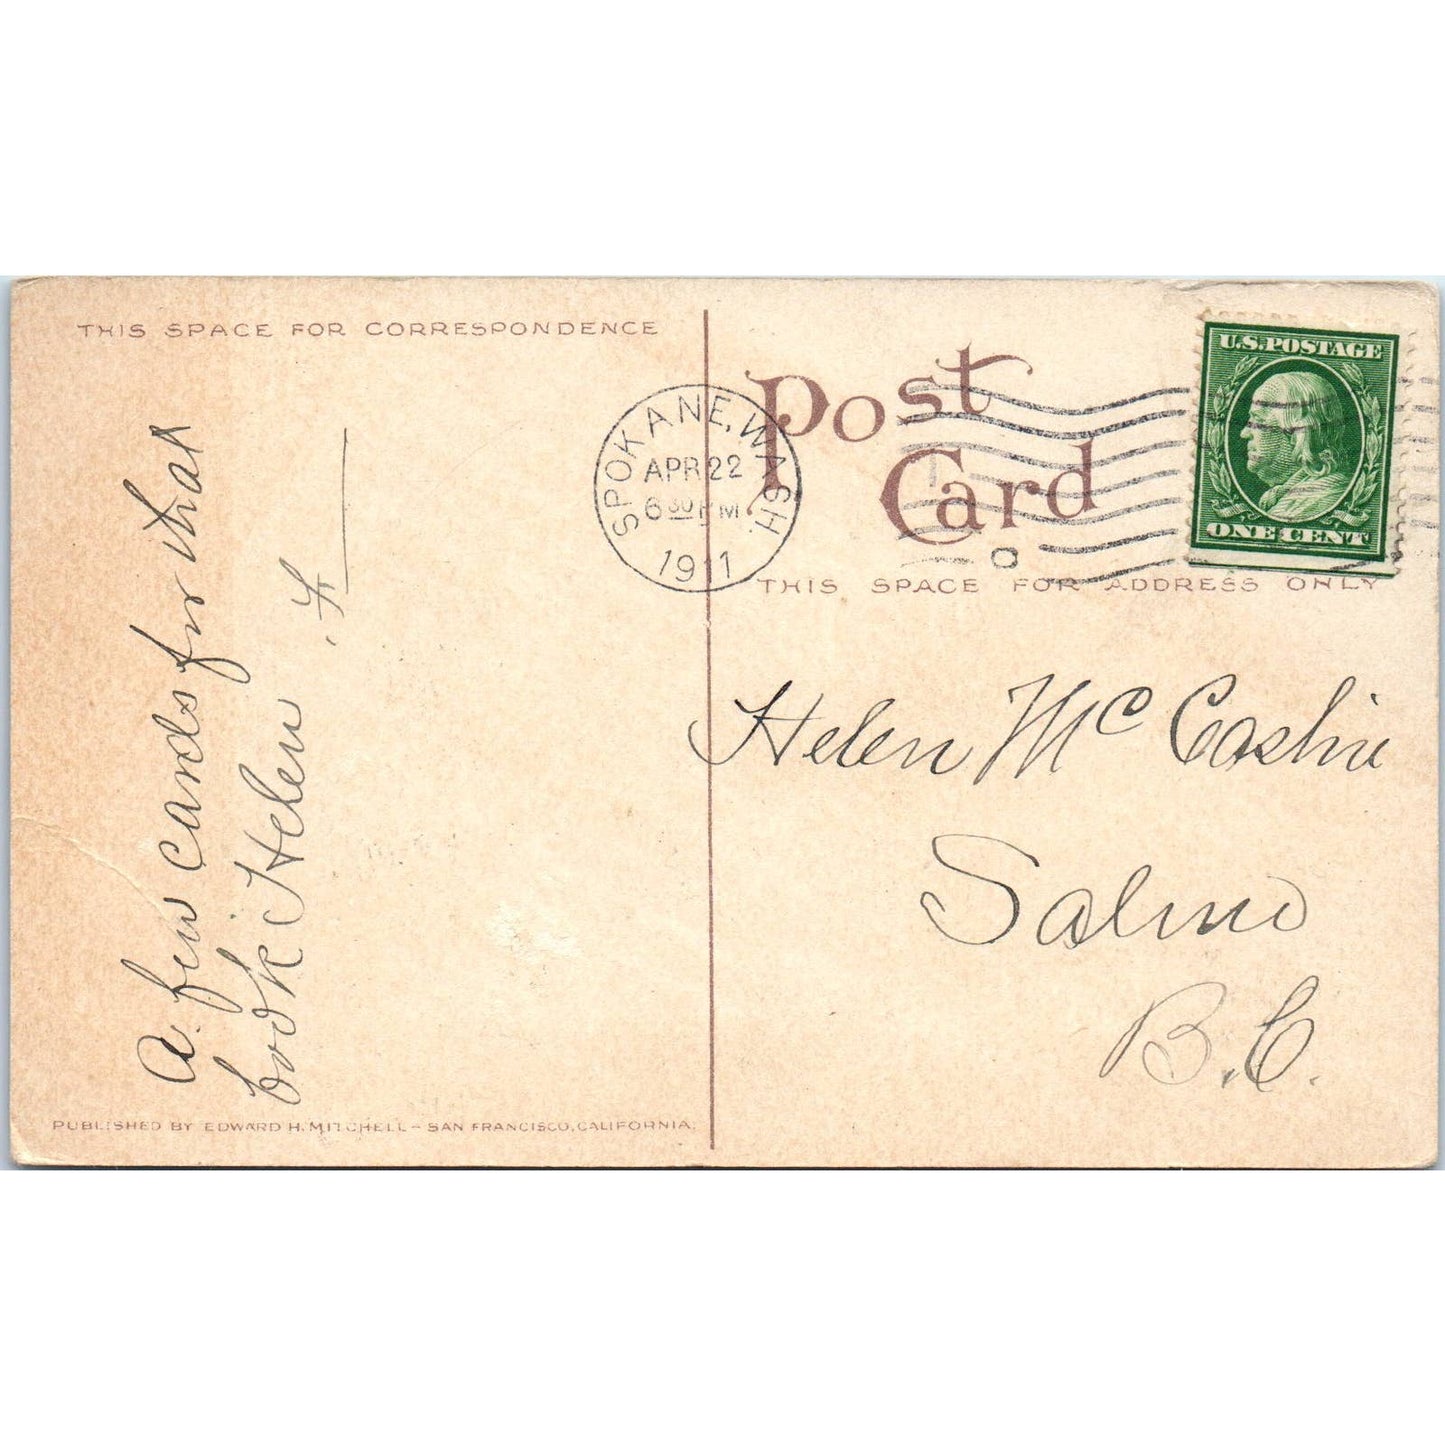 THIS SPACE FOR CORRESPONDENCE
A few cards for that
book Helen
F
PUBLISHED BY EDWARD H. MITCHELL – SAN FRANCISCO, CALIFORNIA.
Post
Card
SPOKANE, WASH.
APR 22
6 30 PM
1911
U.S. POSTAGE
ONE CENT
THIS SPACE FOR ADDRESS ONLY
Helen Mc
Salmo
B.C.